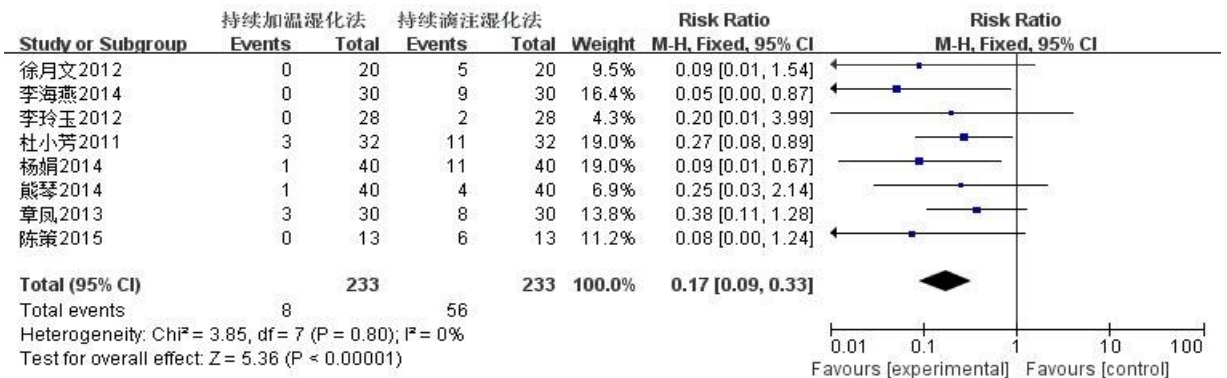 持续加温湿化法 持续滴注湿化法 Risk Ratio Risk Ratio
Study or Subgroup Events Total Events Total Weight M-H, Fixed, 95% CI M-H, Fixed, 95% CI
徐月文2012 0 20 5 20 9.5% 0.09 [0.01, 1.54]
李海燕2014 0 30 9 30 16.4% 0.05 [0.00, 0.87]
李玲玉2012 0 28 2 28 4.3% 0.20 [0.01, 3.99]
杜小芳2011 3 32 11 32 19.0% 0.27 [0.08, 0.89]
杨娟2014 1 40 11 40 19.0% 0.09 [0.01, 0.67]
熊琴2014 1 40 4 40 6.9% 0.25 [0.03, 2.14]
章凤2013 3 30 8 30 13.8% 0.38 [0.11, 1.28]
陈策2015 0 13 6 13 11.2% 0.08 [0.00, 1.24]
Total (95% CI) 233 233 100.0% 0.17 [0.09, 0.33]
Total events 8 56
Heterogeneity: Chi² = 3.85, df = 7 (P = 0.80); I² = 0%
Test for overall effect: Z = 5.36 (P < 0.00001)
0.01 0.1 1 10 100
Favours [experimental] Favours [control]